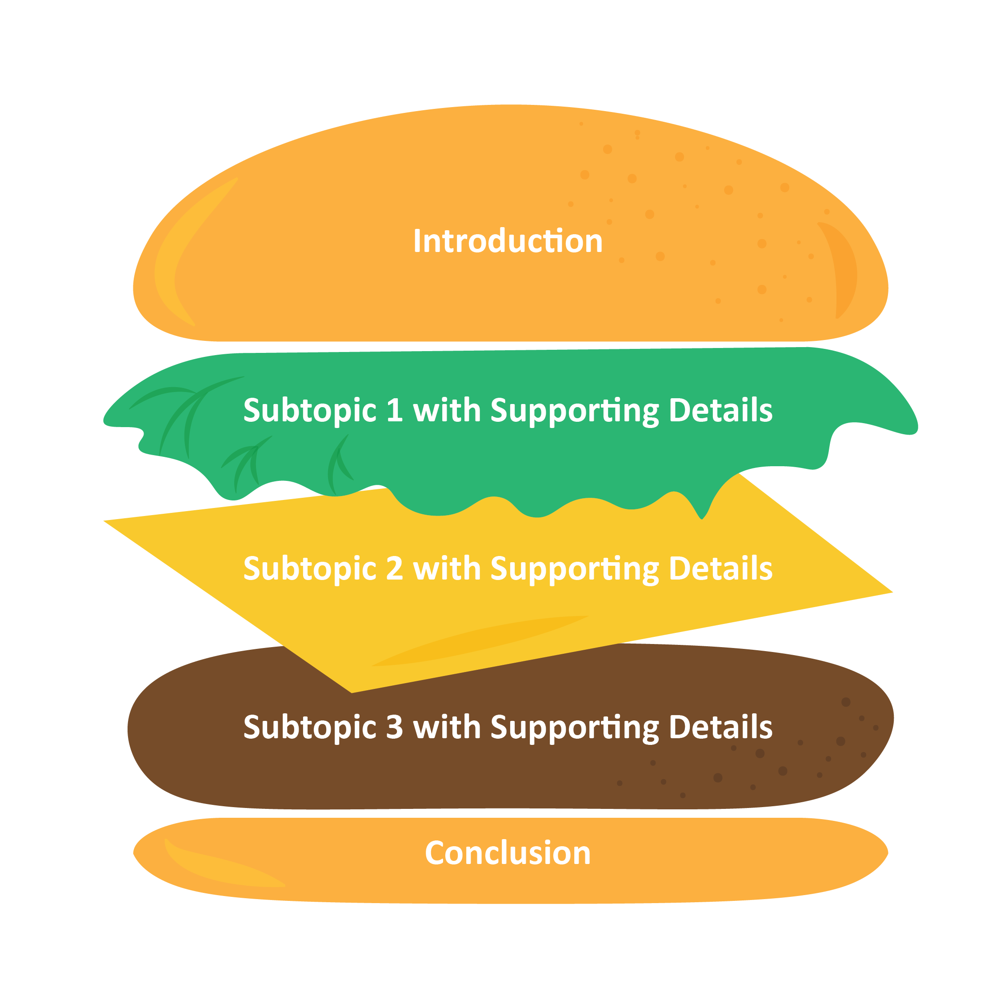 Introduction
Subtopic 1 with Supporting Details
Subtopic 2 with Supporting Details
Subtopic 3 with Supporting Details
Conclusion